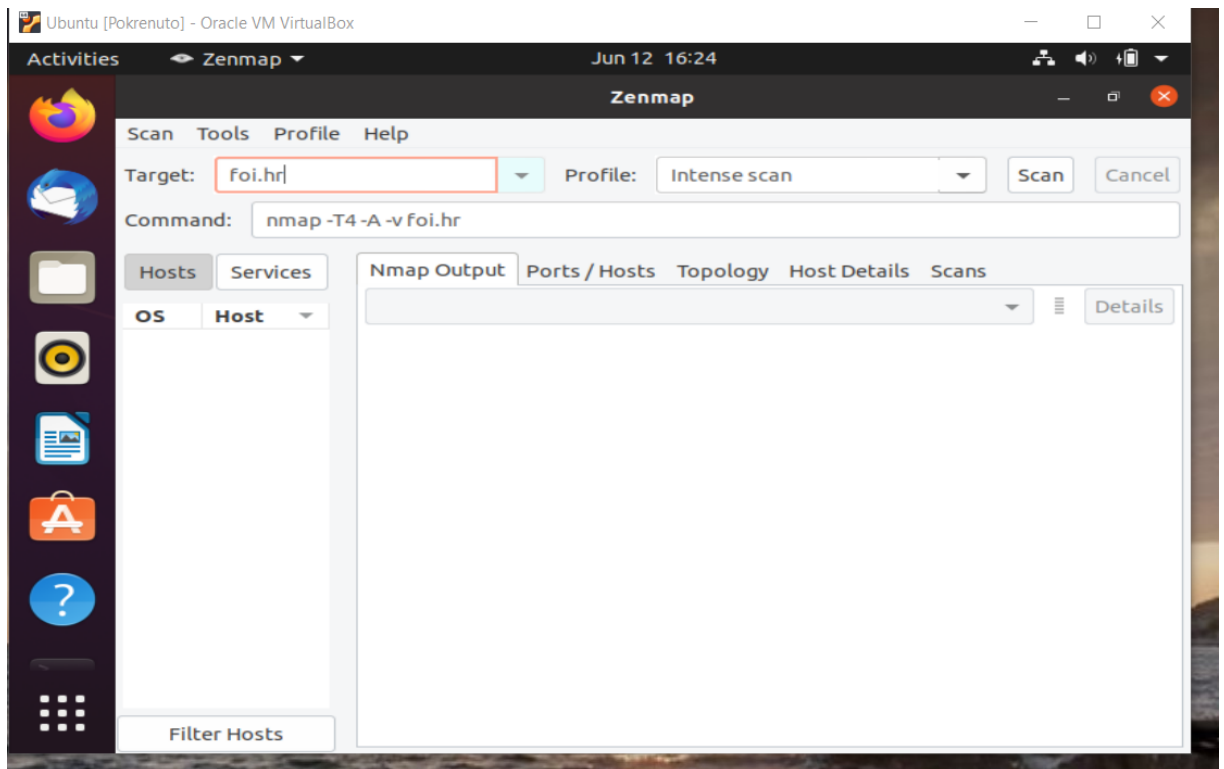 Ubuntu [Pokrenuto] - Oracle VM VirtualBox
Activities Zenmap Jun 12 16:24
Zenmap
Scan Tools Profile Help
Target: foi.hr Profile: Intense scan Scan Cancel
Command: nmap -T4 -A -v foi.hr
Hosts Services Nmap Output Ports / Hosts Topology Host Details Scans
OS Host Details
Filter Hosts